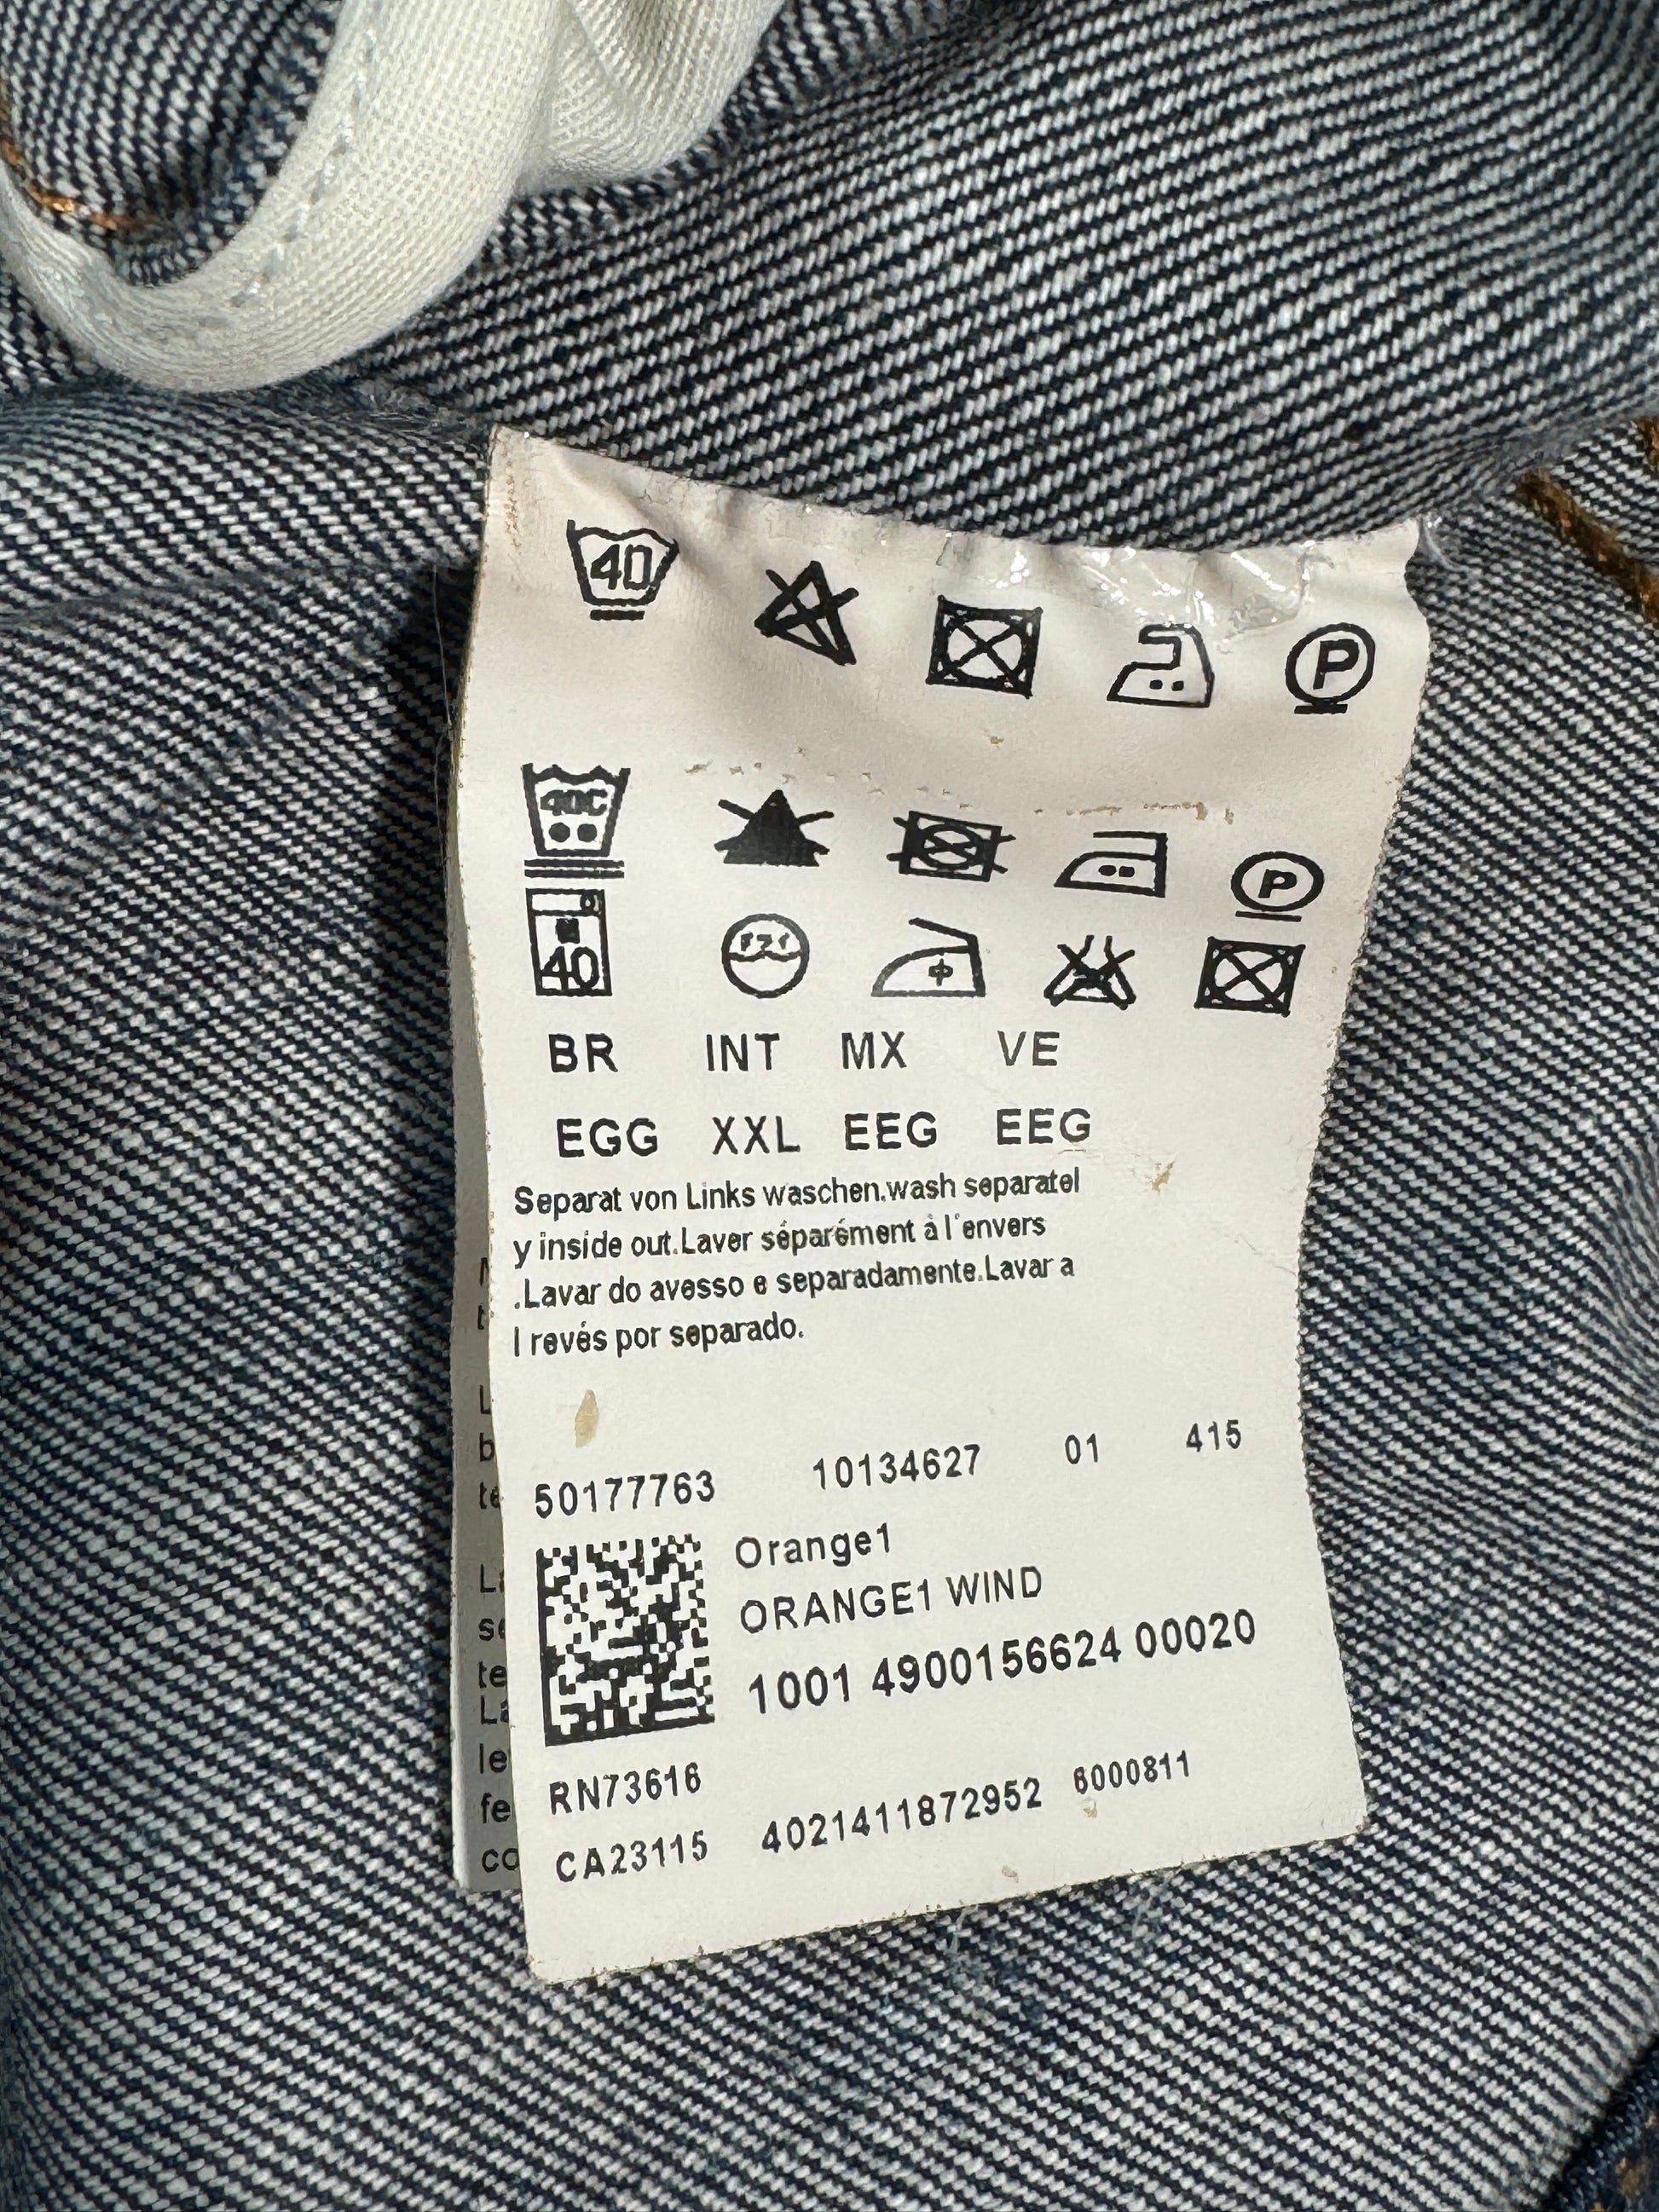 40
P
40C
P
40
BR INT MX VE
EGG XXL EEG EEG
Separat von Links waschen.wash separatel
y inside out.Laver séparément à l'envers
.Lavar do avesso e separadamente.Lavar a
l revés por separado.
50177763 10134627 01 415
Orange1
ORANGE1 WIND
1001 4900156624 00020
RN73616
CA23115 4021411872952 6000811